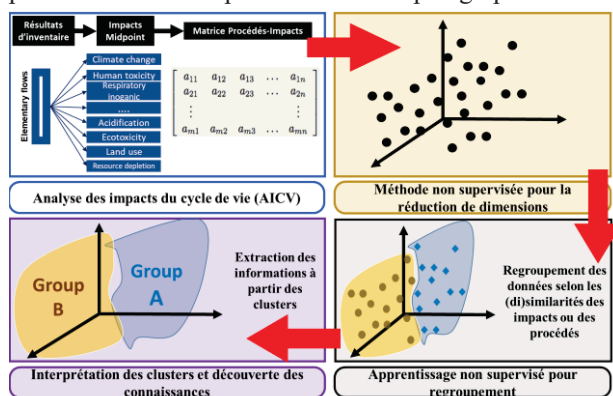 Résultats
d'inventaire
Impacts
Midpoint
Matrice Procédés-Impacts
Elementary flows
Climate change
Human toxicity
Respiratory
inoganic
....
Acidification
Ecotoxicity
Land use
Resource depletion
a11 a12 a13 ... a1n
a21 a22 a23 ... a2n
⋮ ⋮
am1 am2 am3 ... amn
Analyse des impacts du cycle de vie (AICV)
Méthode non supervisée pour la
réduction de dimensions
Group
B
Group
A
Extraction des
informations à
partir des
clusters
Regroupement des
données selon les
(di)similarités des
impacts ou des
procédés
Interprétation des clusters et découverte des
connaissances
Apprentissage non supervisé pour
regroupement